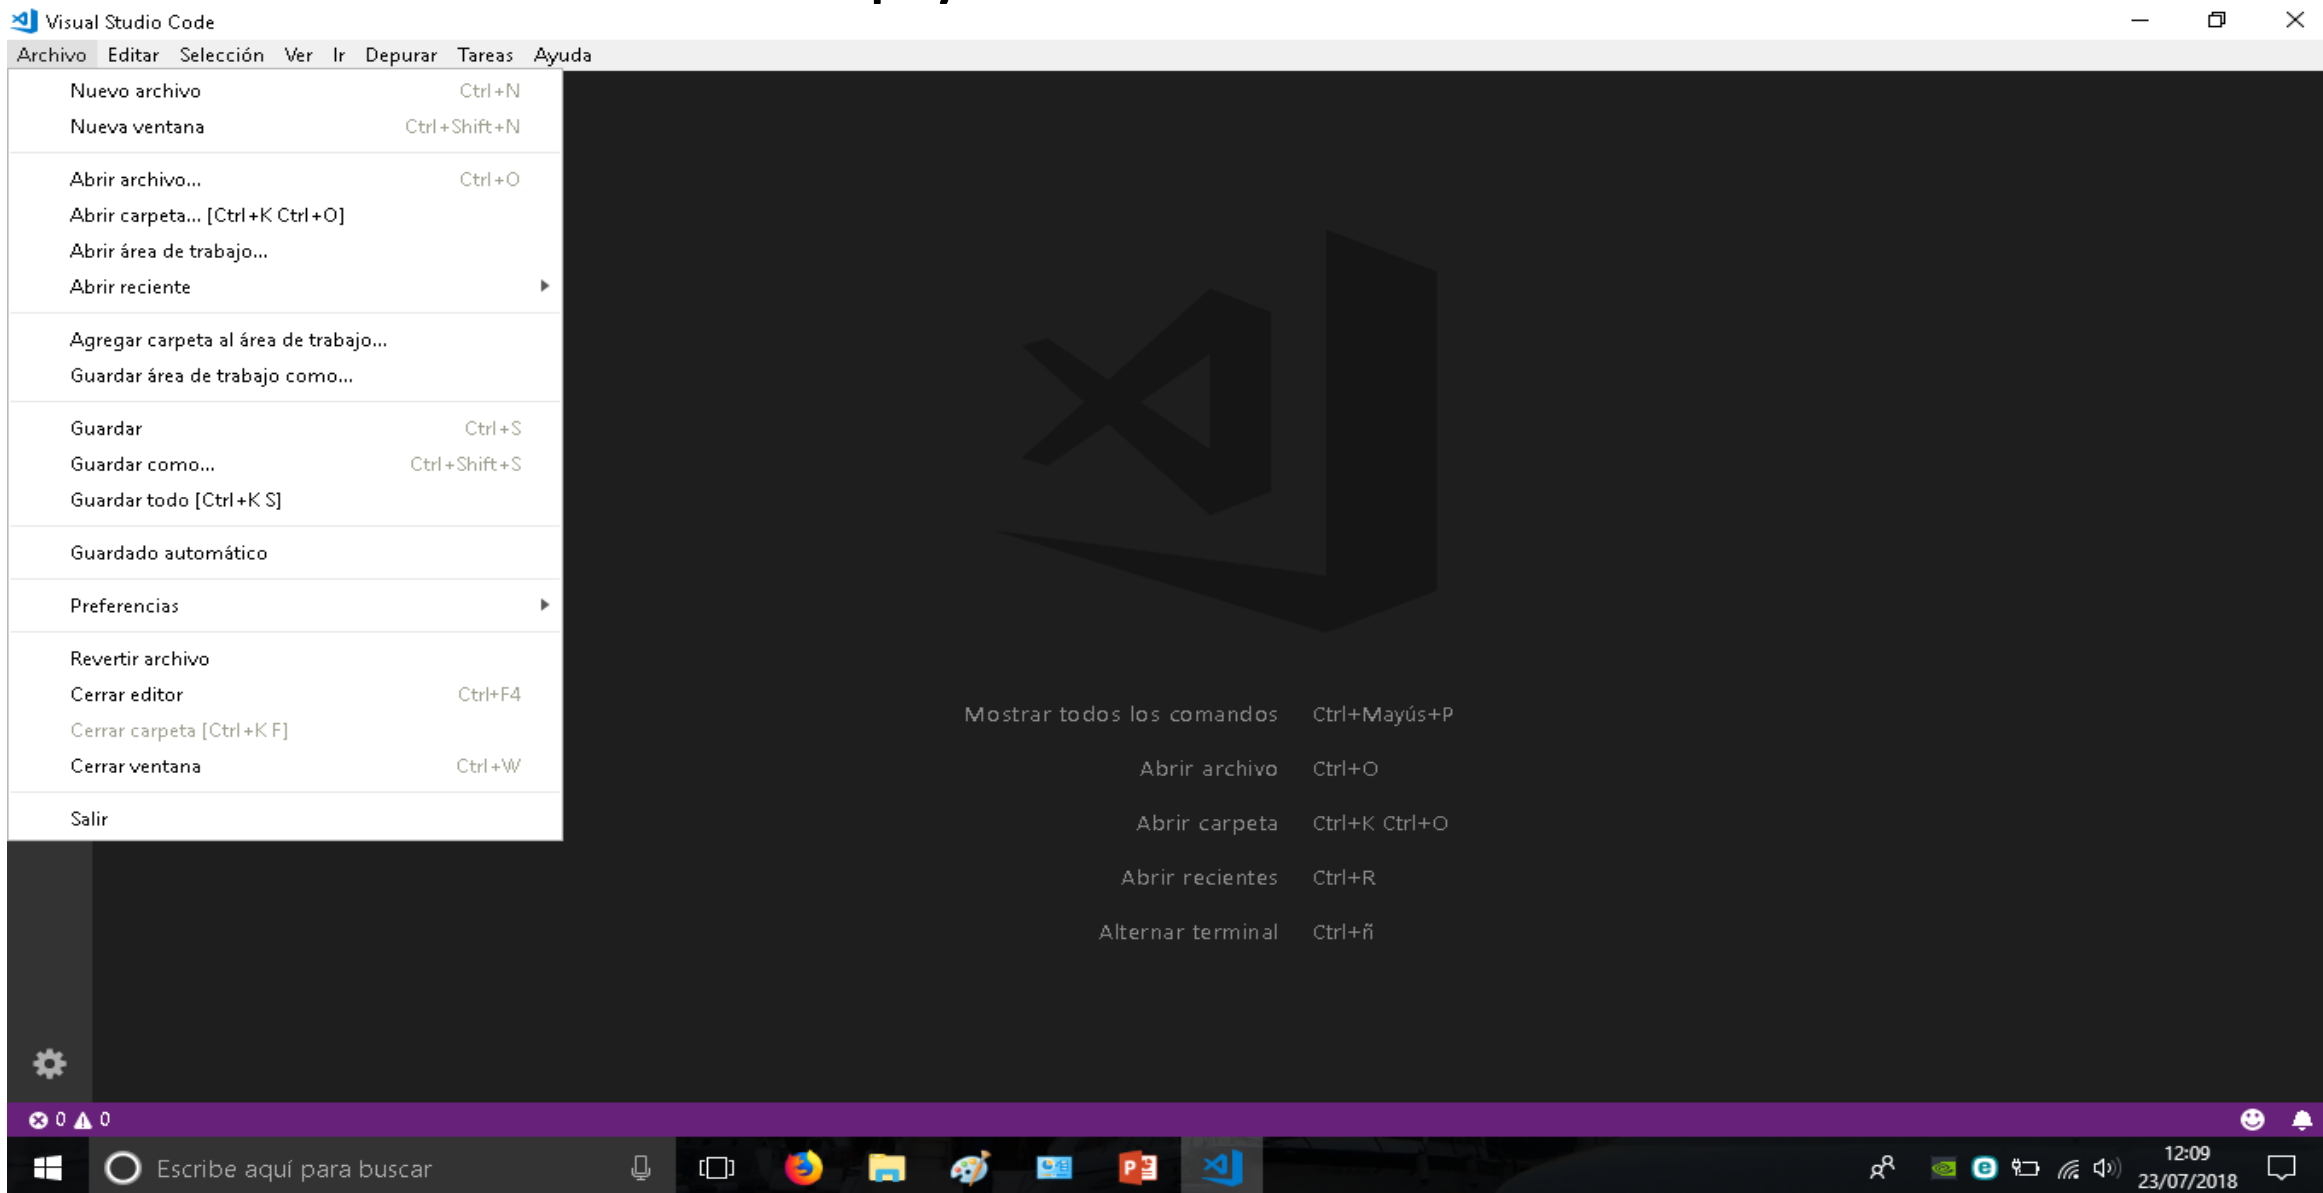 Visual Studio Code
Archivo Editar Selección Ver Ir Depurar Tareas Ayuda
Nuevo archivo Ctrl+N
Nueva ventana Ctrl+Shift+N
Abrir archivo... Ctrl+O
Abrir carpeta... [Ctrl+K Ctrl+O]
Abrir área de trabajo...
Abrir reciente
Agregar carpeta al área de trabajo...
Guardar área de trabajo como...
Guardar Ctrl+S
Guardar como... Ctrl+Shift+S
Guardar todo [Ctrl+K S]
Guardado automático
Preferencias
Revertir archivo
Cerrar editor Ctrl+F4
Cerrar carpeta [Ctrl+K F]
Cerrar ventana Ctrl+W
Salir
Mostrar todos los comandos Ctrl+Mayús+P
Abrir archivo Ctrl+O
Abrir carpeta Ctrl+K Ctrl+O
Abrir recientes Ctrl+R
Alternar terminal Ctrl+ñ
0 0
Escribe aquí para buscar
12:09
23/07/2018